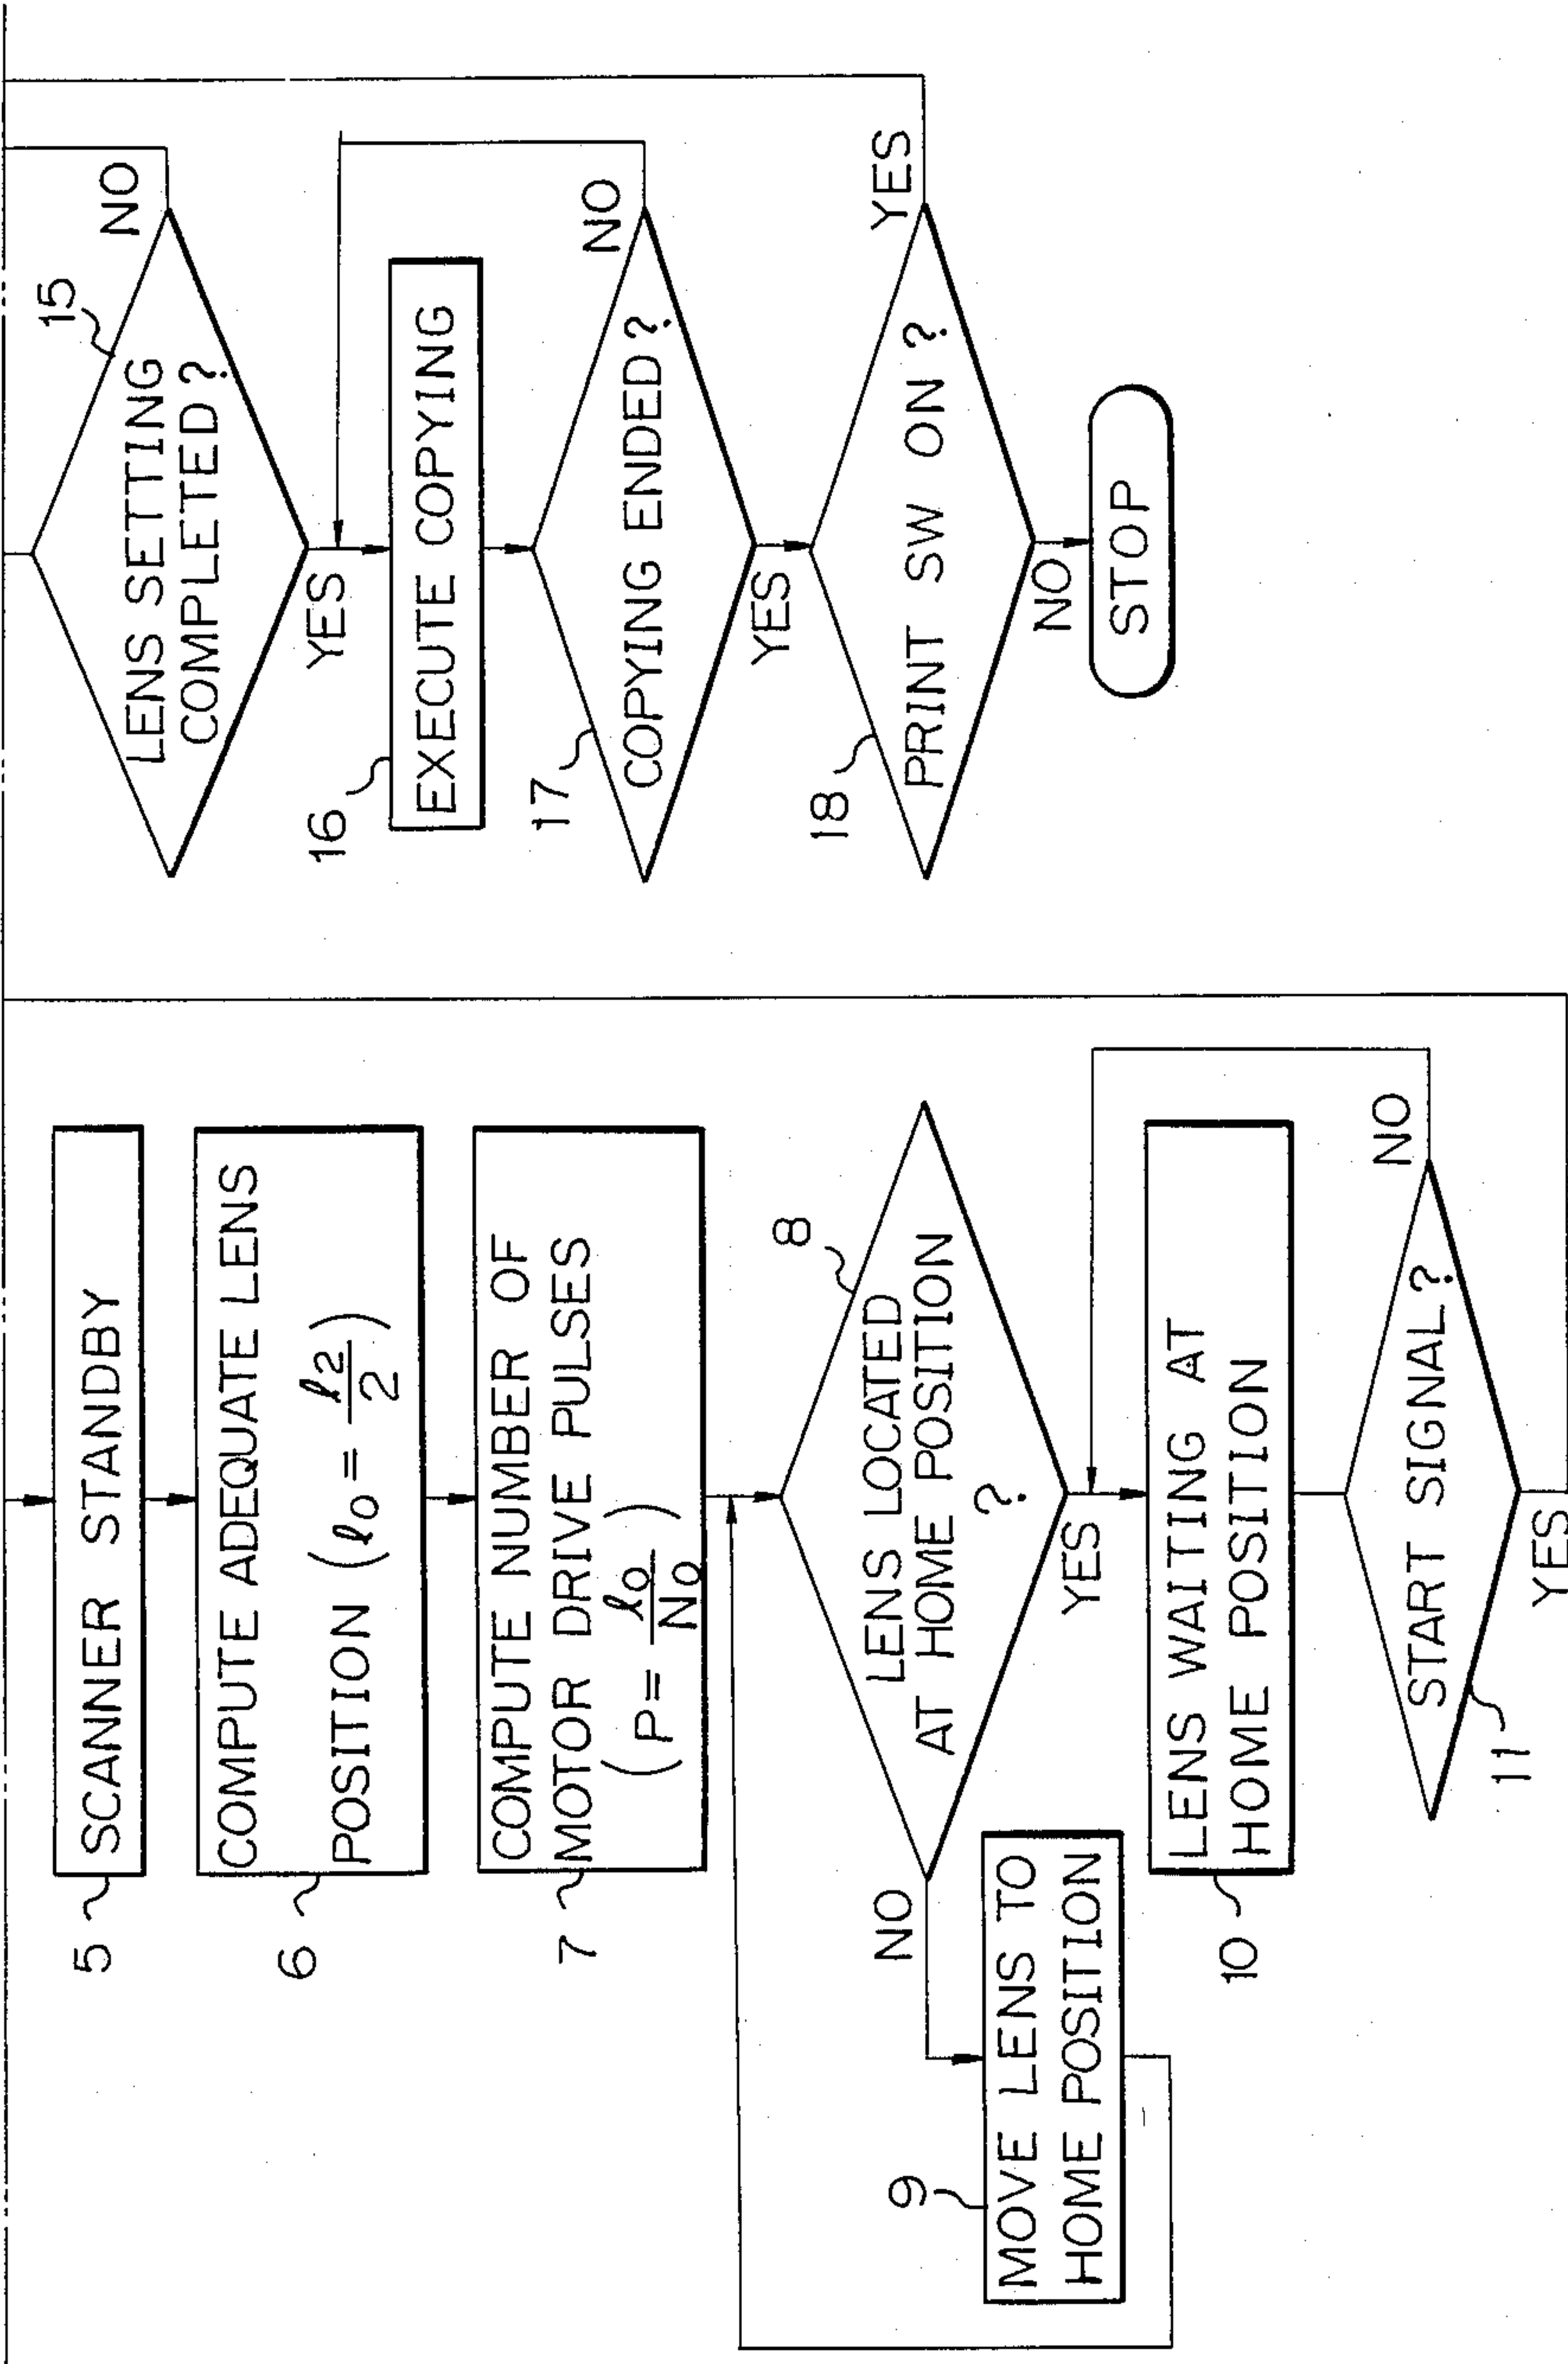 5
SCANNER STANDBY
6
COMPUTE ADEQUATE LENS
POSITION (ℓ0 = ℓ2/2)
7
COMPUTE NUMBER OF
MOTOR DRIVE PULSES
(P = ℓ0/N0)
8
LENS LOCATED
AT HOME POSITION
?
NO
YES
9
MOVE LENS TO
HOME POSITION
10
LENS WAITING AT
HOME POSITION
11
START SIGNAL?
NO
YES
15
LENS SETTING
COMPLETED?
NO
YES
16
EXECUTE COPYING
17
COPYING ENDED?
NO
YES
18
PRINT SW ON ?
YES
NO
STOP